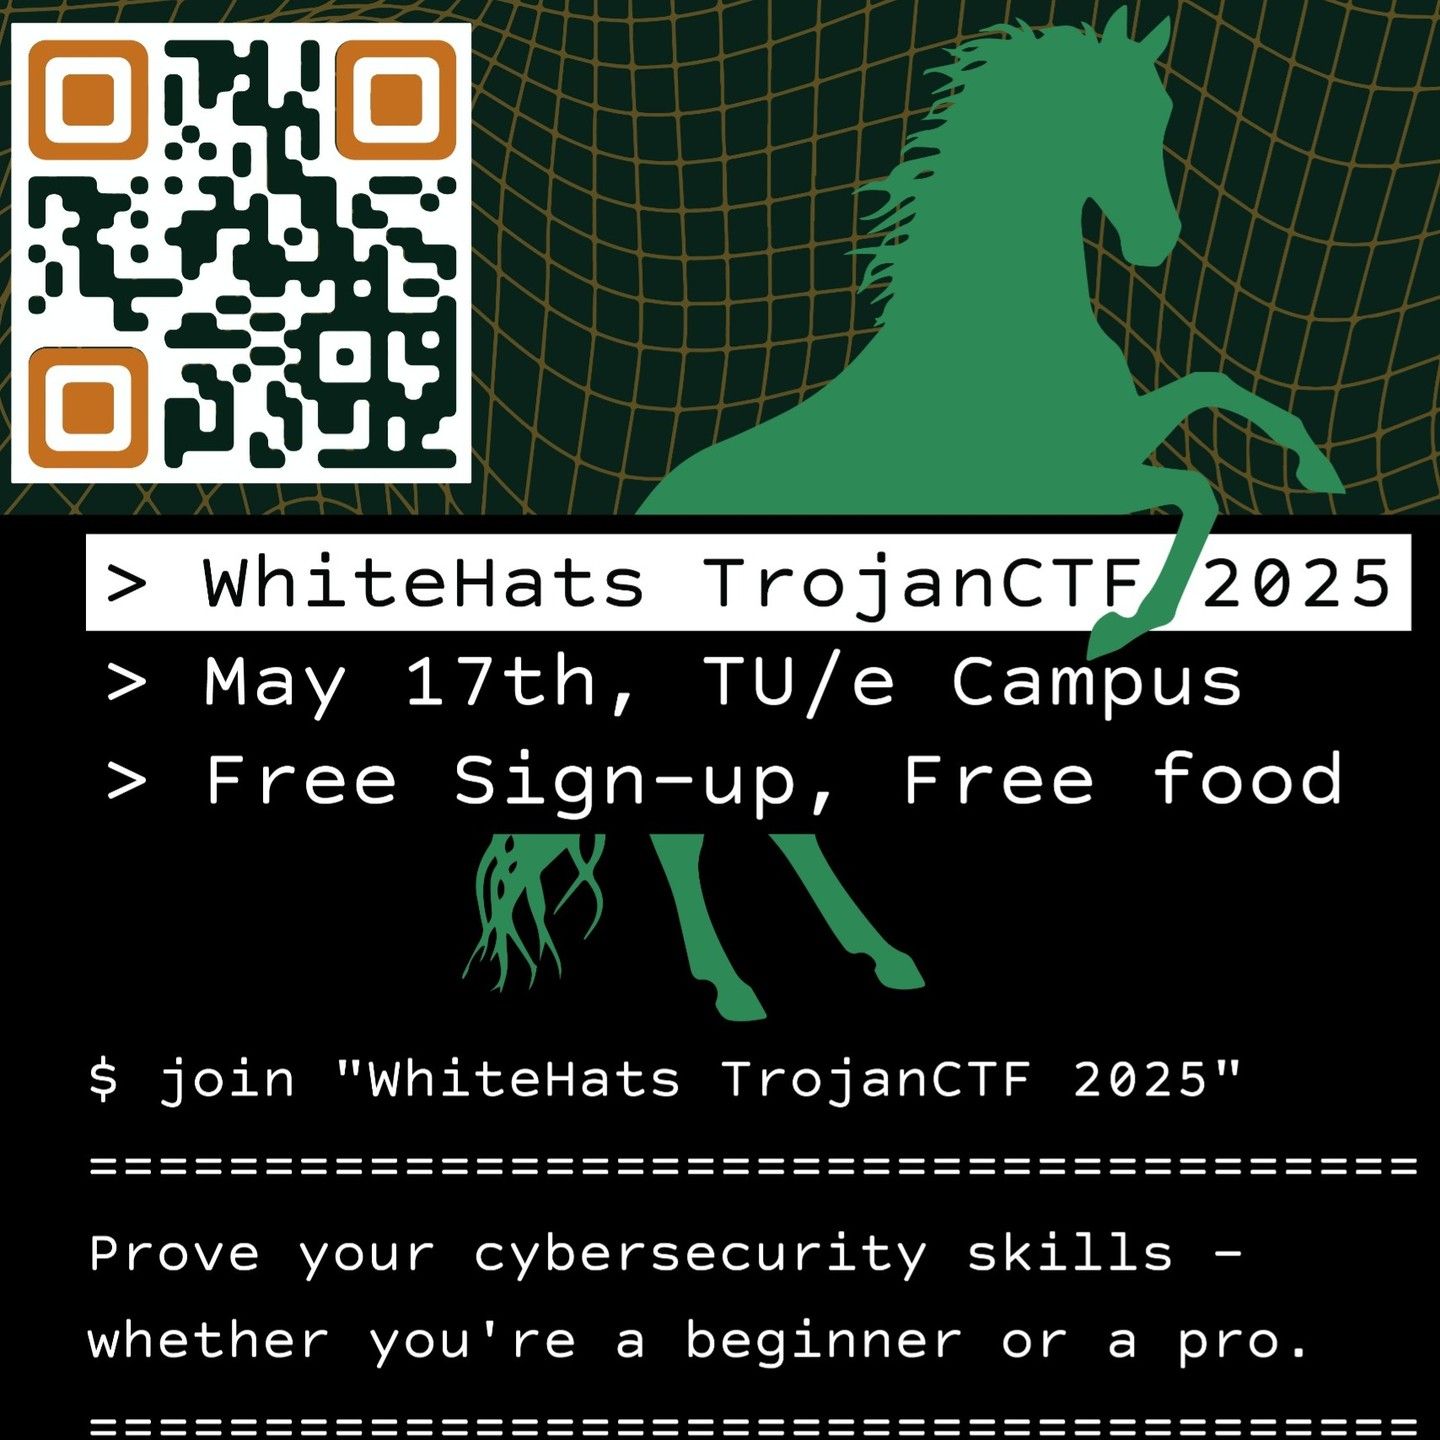 > WhiteHats TrojanCTF 2025
> May 17th, TU/e Campus
> Free Sign-up, Free food
$ join "WhiteHats TrojanCTF 2025"
======================================
Prove your cybersecurity skills -
whether you're a beginner or a pro.
======================================